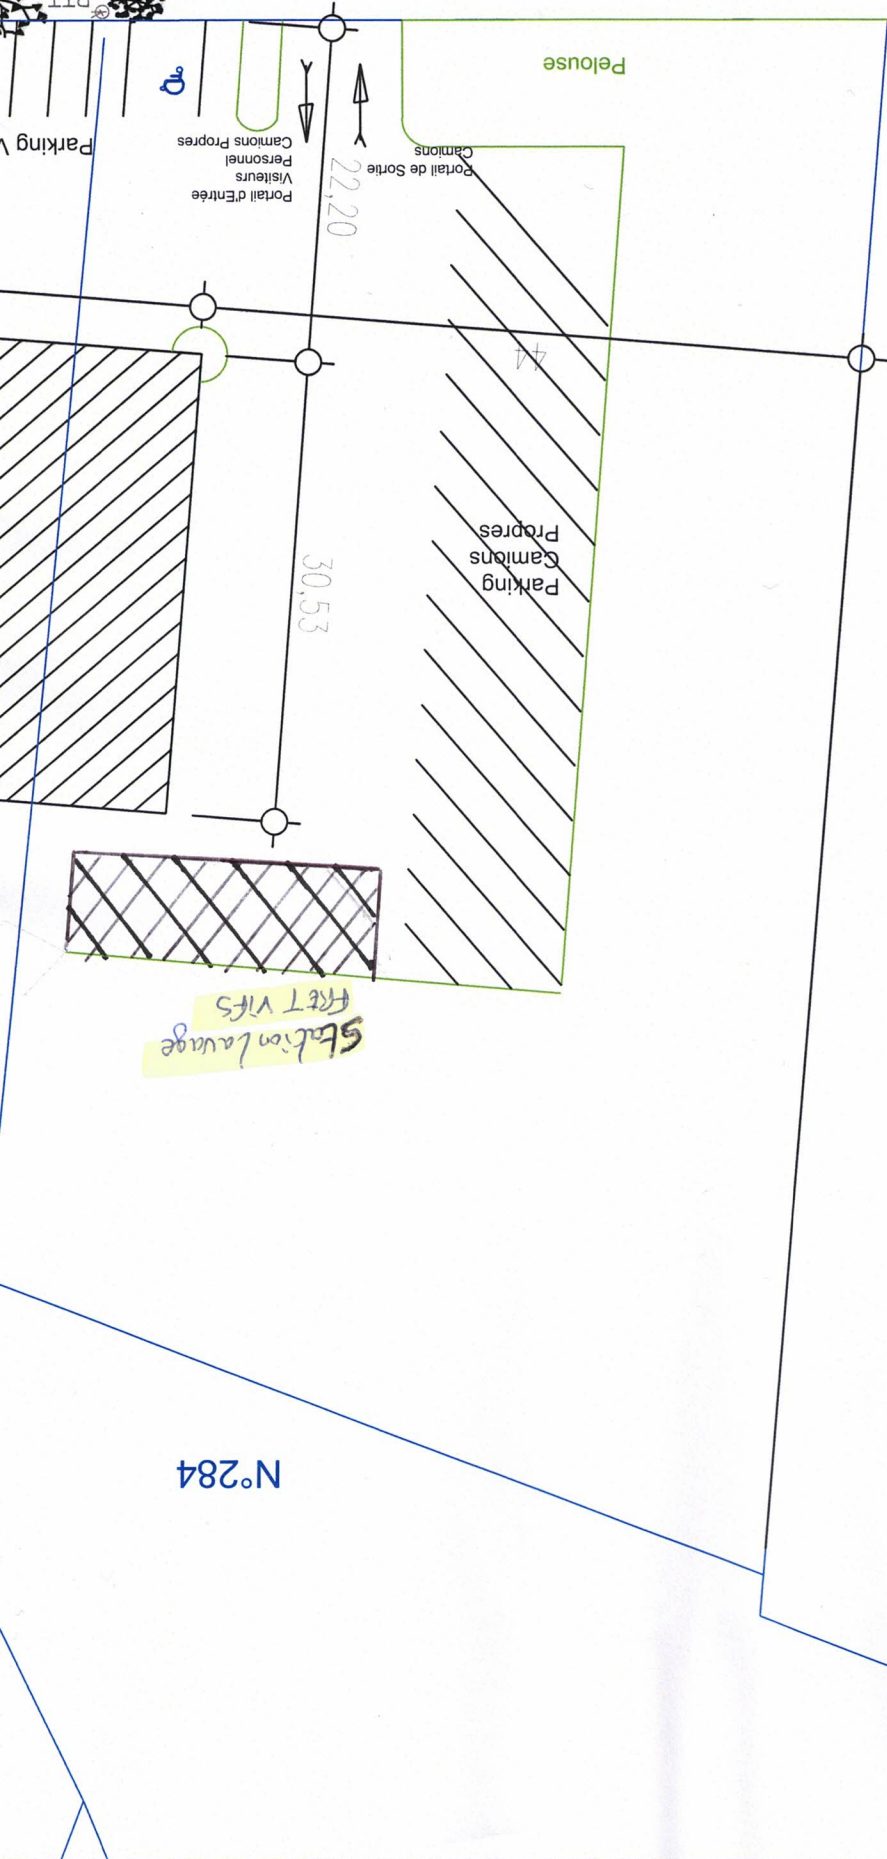 N°284
Station Lavage
FRET VIFS
Parking
Camions
Propres
30,53
44
Portail d'Entrée
Visiteurs
Personnel
Camions Propres
Portail de Sortie
Camions
22,20
Parking V
Pelouse
PTT